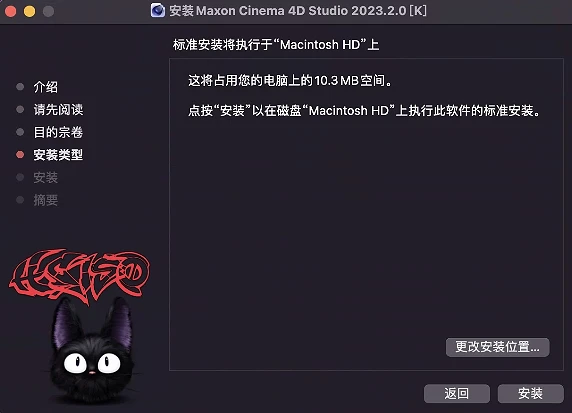 安装 Maxon Cinema 4D Studio 2023.2.0 [K]
标准安装将执行于“Macintosh HD”上
介绍
请先阅读
目的宗卷
安装类型
安装
摘要
这将占用您的电脑上的10.3 MB 空间。
点按“安装”以在磁盘“Macintosh HD”上执行此软件的标准安装。
更改安装位置...
返回
安装